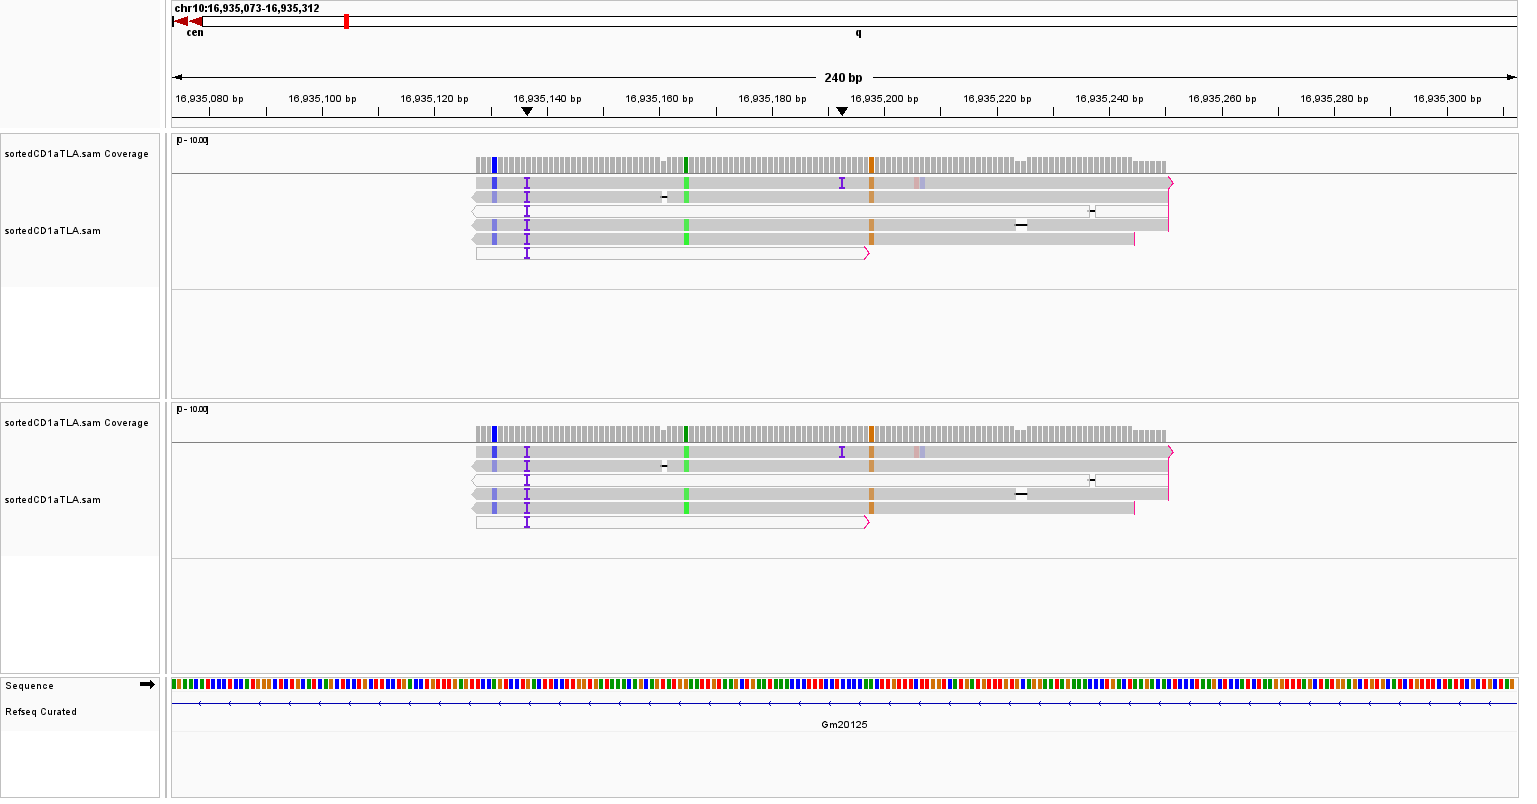 chr10:16,935,073-16,935,312
cen
q
240 bp
16,935,080 bp 16,935,100 bp 16,935,120 bp 16,935,140 bp 16,935,160 bp 16,935,180 bp 16,935,200 bp 16,935,220 bp 16,935,240 bp 16,935,260 bp 16,935,280 bp 16,935,300 bp
[0 - 10.00]
sortedCD1aTLA.sam Coverage
sortedCD1aTLA.sam
[0 - 10.00]
sortedCD1aTLA.sam Coverage
sortedCD1aTLA.sam
Sequence
Refseq Curated
Gm20125